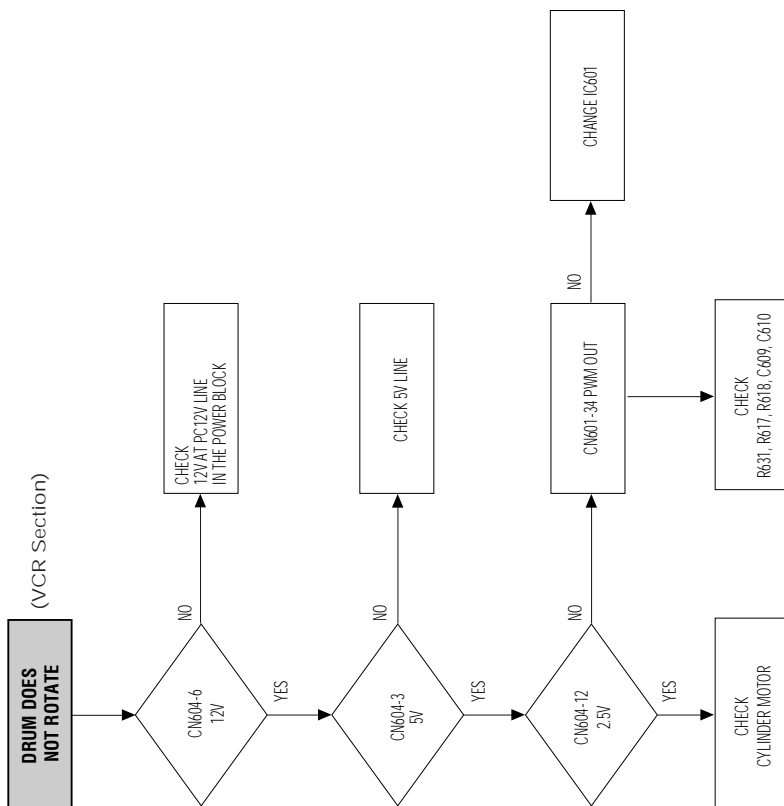 DRUM DOES
NOT ROTATE
(VCR Section)
CN604-6
12V
NO
CHECK
12V AT PC12V LINE
IN THE POWER BLOCK
YES
CN604-3
5V
NO
CHECK 5V LINE
YES
CN604-12
2.5V
NO
CN601-34 PWM OUT
NO
CHANGE IC601
YES
CHECK
CYLINDER MOTOR
CHECK
R631, R617, R618, C609, C610